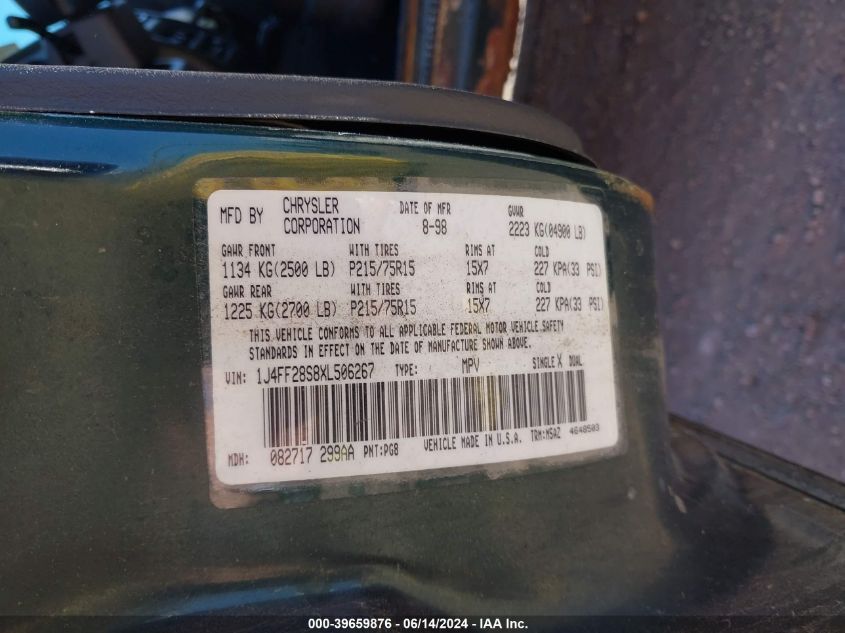 MFD BY CHRYSLER CORPORATION DATE OF MFR 8-98 GVWR 2223 KG(04900 LB)
GAWR FRONT WITH TIRES RIMS AT COLD
1134 KG(2500 LB) P215/75R15 15X7 227 KPA(33 PSI)
GAWR REAR WITH TIRES RIMS AT COLD
1225 KG(2700 LB) P215/75R15 15X7 227 KPA(33 PSI)
THIS VEHICLE CONFORMS TO ALL APPLICABLE FEDERAL MOTOR VEHICLE SAFETY
STANDARDS IN EFFECT ON THE DATE OF MANUFACTURE SHOWN ABOVE.
VIN: 1J4FF28S8XL506267 TYPE: MPV SINGLE X DUAL
MDH: 082717 299AA PNT:PG8 VEHICLE MADE IN U.S.A. TRM:M5AZ 4648503
000-39659876 / 06/14/2024 - IAA Inc.